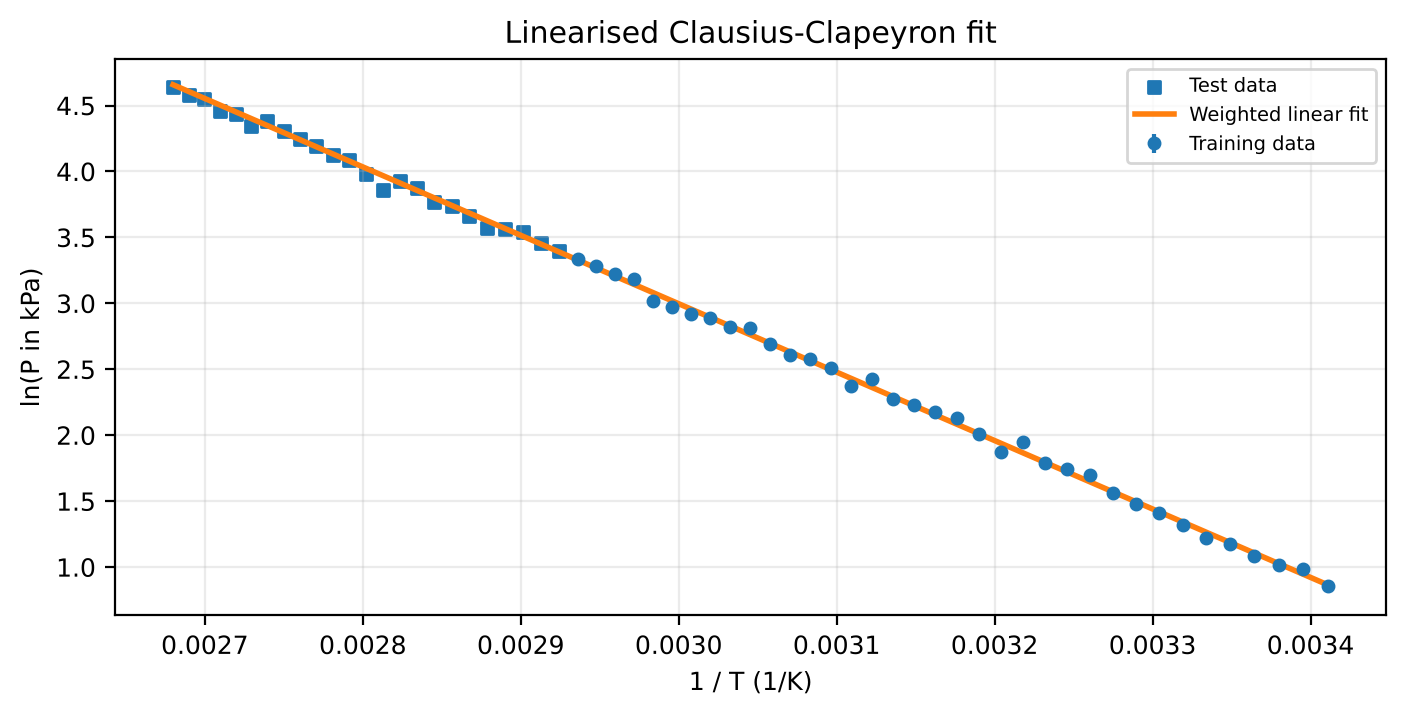 Linearised Clausius-Clapeyron fit
Test data
Weighted linear fit
Training data
4.5
4.0
3.5
3.0
2.5
2.0
1.5
1.0
ln(P in kPa)
0.0027 0.0028 0.0029 0.0030 0.0031 0.0032 0.0033 0.0034
1 / T (1/K)